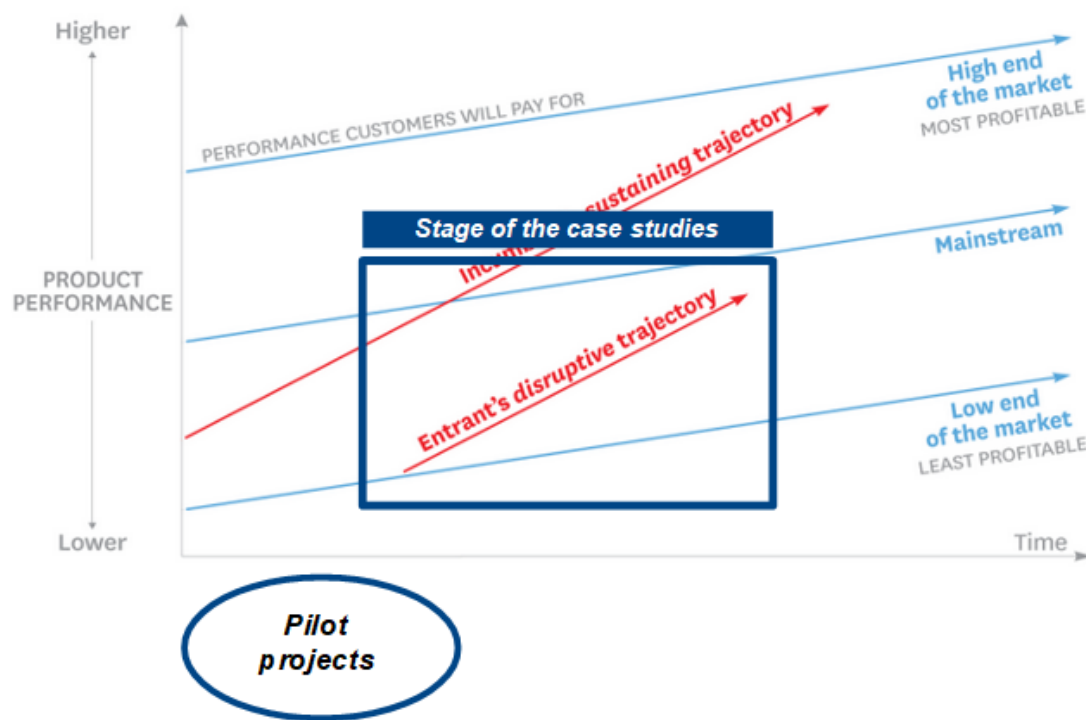 Higher
PRODUCT
PERFORMANCE
Lower
PERFORMANCE CUSTOMERS WILL PAY FOR
High end
of the market
MOST PROFITABLE
sustaining trajectory
Stage of the case studies
Mainstream
Entrant's disruptive trajectory
Low end
of the market
LEAST PROFITABLE
Time
Pilot
projects